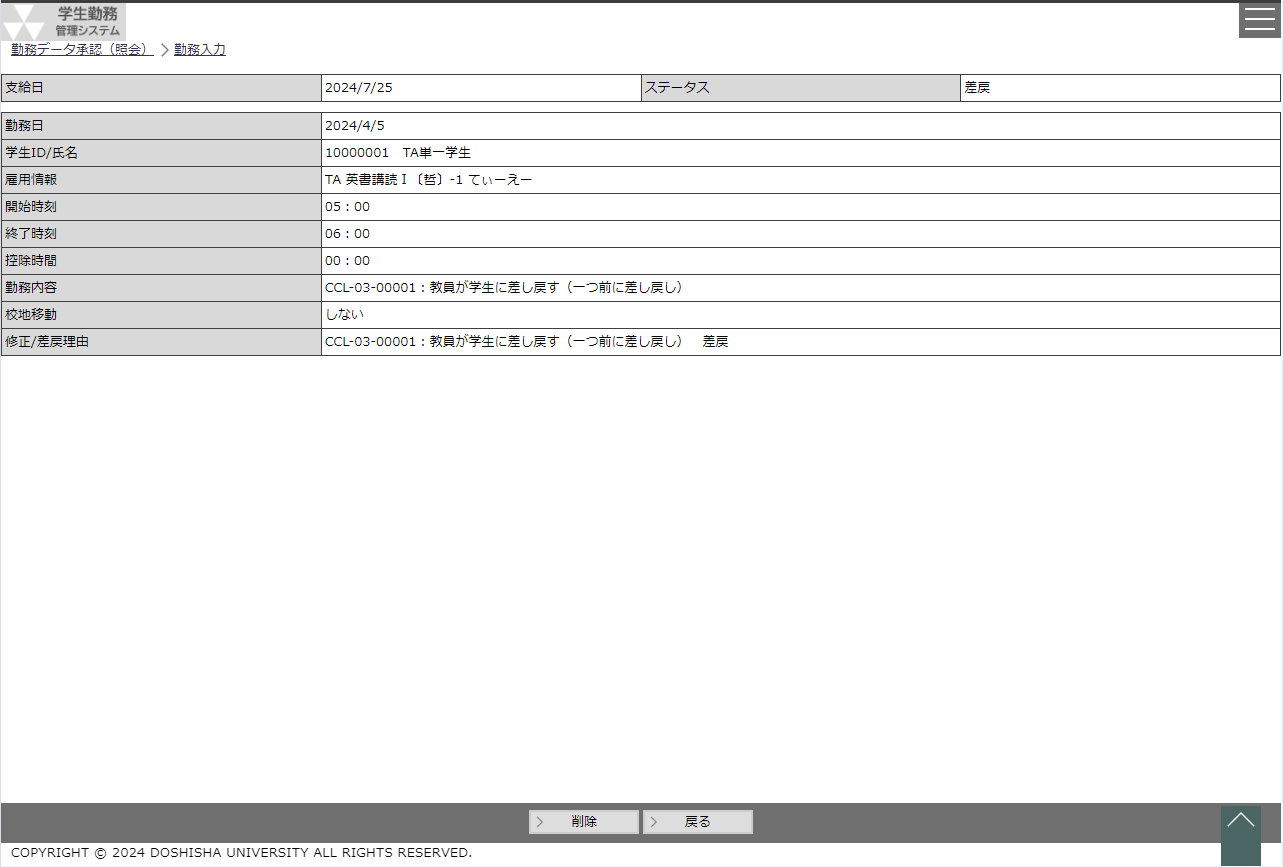 学生勤務
管理システム
勤務データ承認（照会） 勤務入力
支給日 2024/7/25 ステータス 差戻
勤務日 2024/4/5
学生ID/氏名 10000001　TA単一学生
雇用情報 TA 英書講読Ⅰ〔哲〕-1 てぃーえー
開始時刻 05：00
終了時刻 06：00
控除時間 00：00
勤務内容 CCL-03-00001：教員が学生に差し戻す（一つ前に差し戻し）
校地移動 しない
修正/差戻理由 CCL-03-00001：教員が学生に差し戻す（一つ前に差し戻し）　差戻
削除 戻る
COPYRIGHT © 2024 DOSHISHA UNIVERSITY ALL RIGHTS RESERVED.